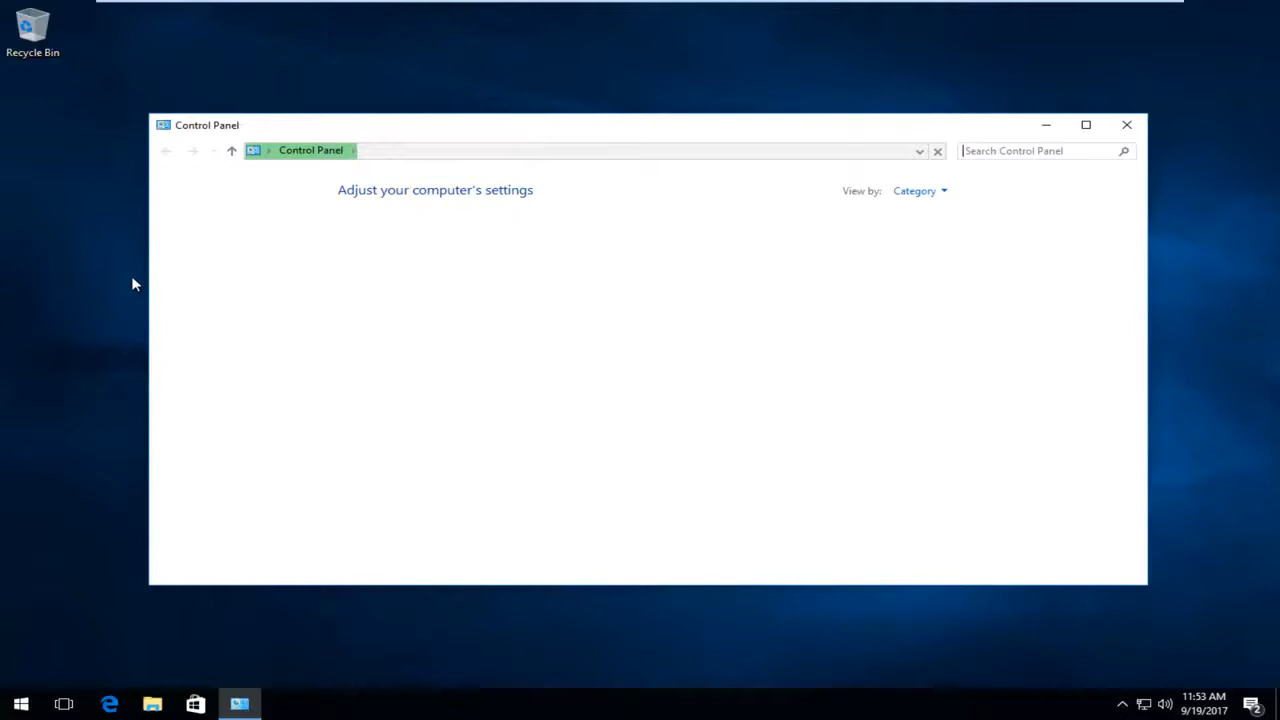 Recycle Bin
Control Panel
Control Panel
Search Control Panel
Adjust your computer's settings
View by: Category
11:53 AM
9/19/2017
2